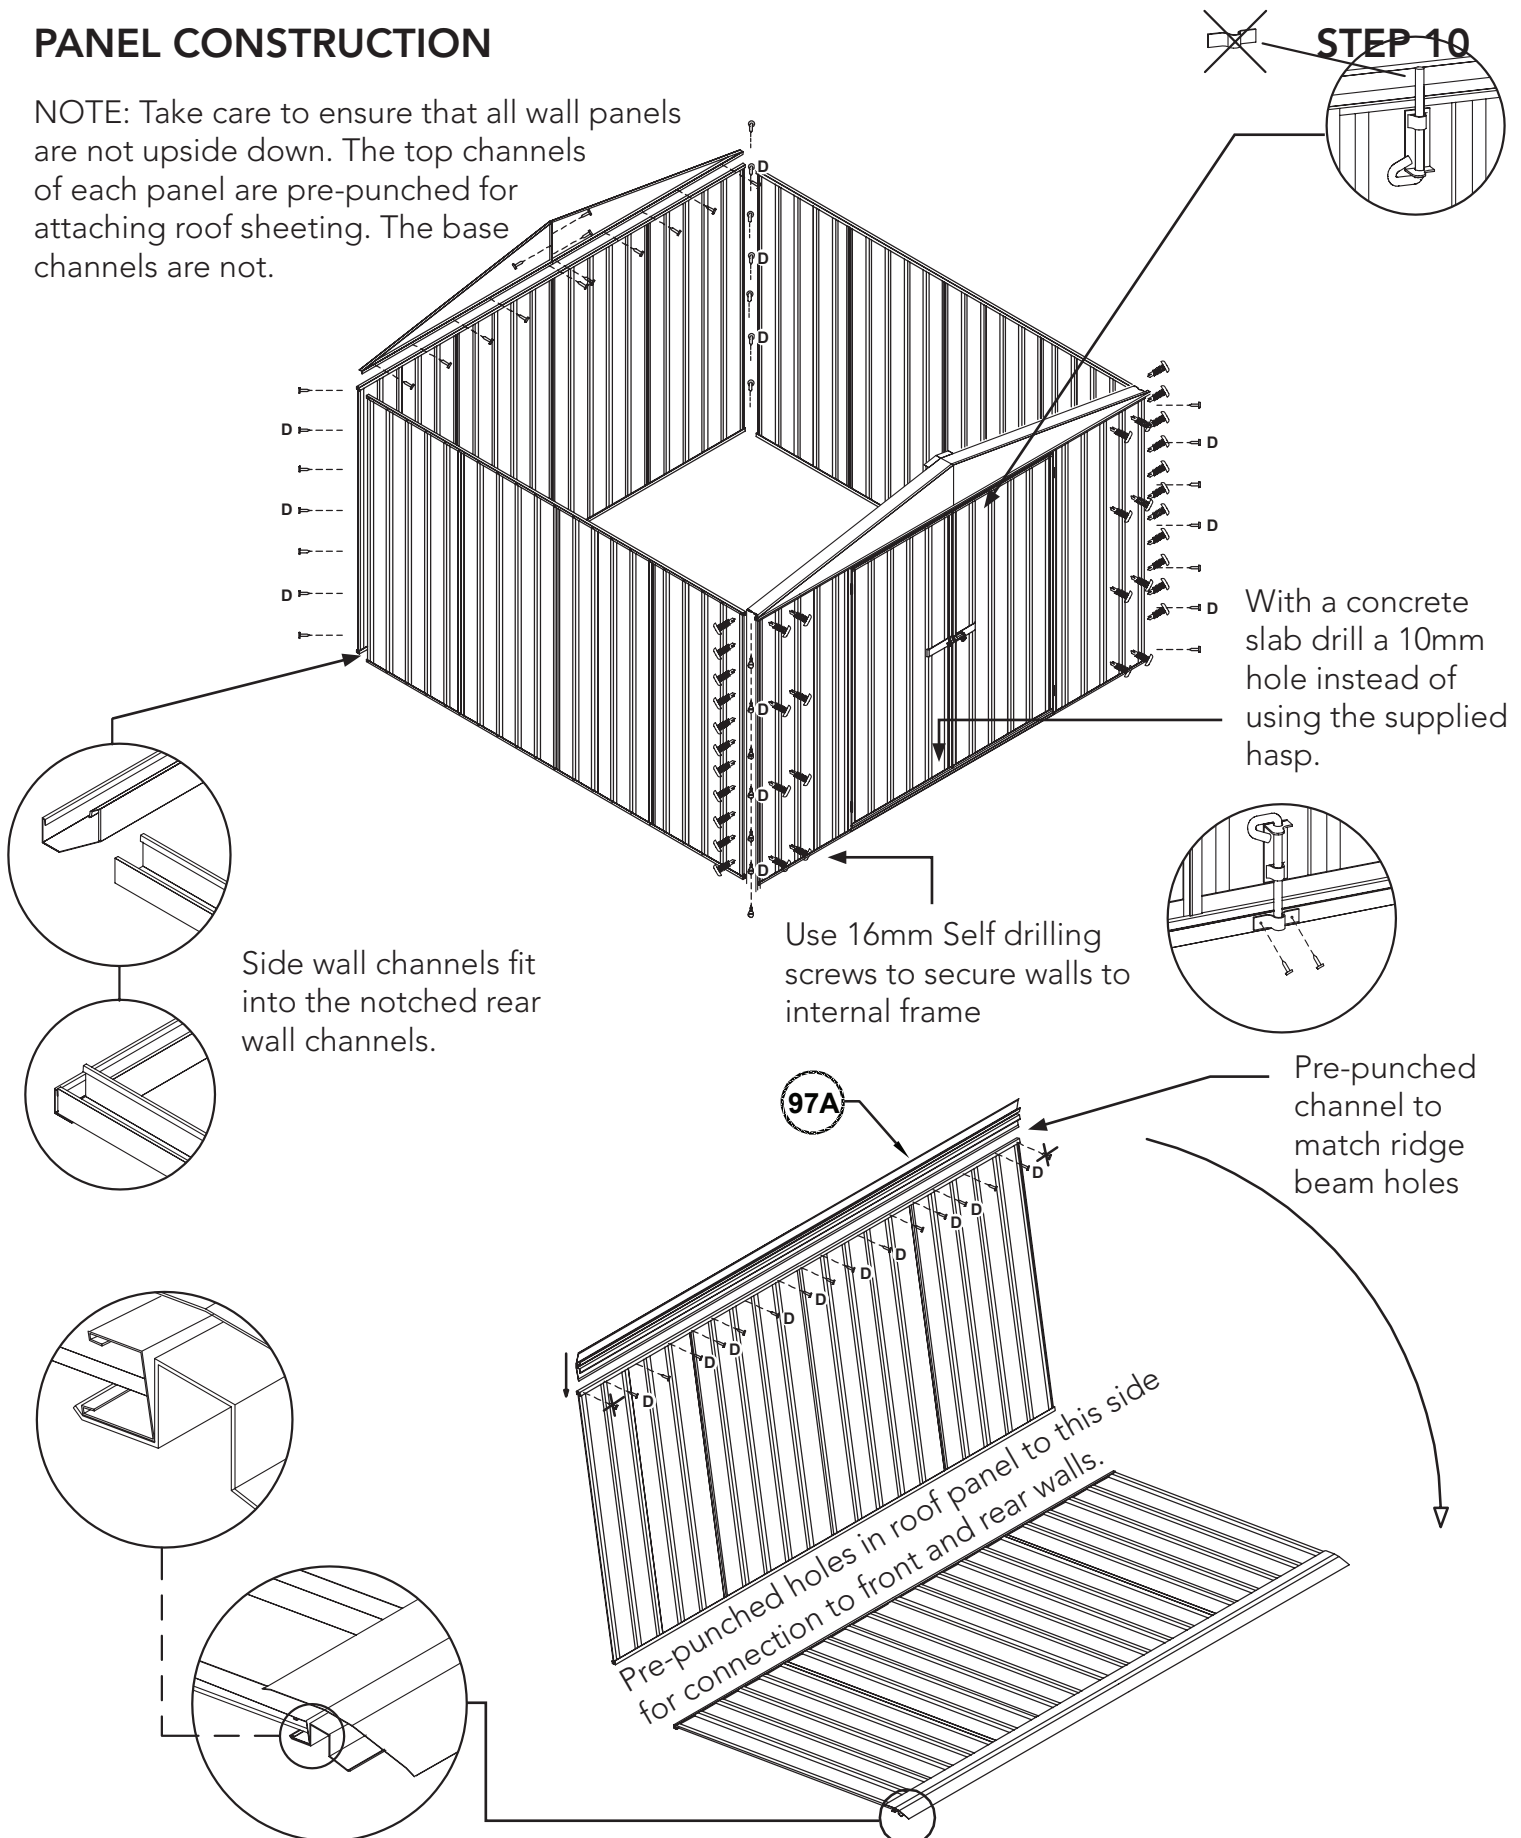 PANEL CONSTRUCTION
STEP 10
NOTE: Take care to ensure that all wall panels
are not upside down. The top channels
of each panel are pre-punched for
attaching roof sheeting. The base
channels are not.
D
D
D
D
D
D
D
D
D
With a concrete
slab drill a 10mm
hole instead of
using the supplied
hasp.
D
D
D
Use 16mm Self drilling
screws to secure walls to
internal frame
Side wall channels fit
into the notched rear
wall channels.
97A
Pre-punched
channel to
match ridge
beam holes
D
D
D
D
D
D
D
D
D
D
Pre-punched holes in roof panel to this side
for connection to front and rear walls.